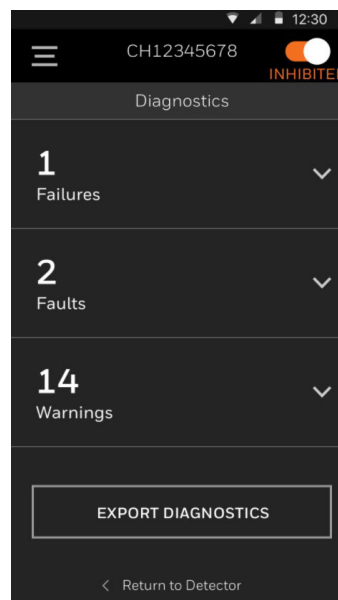 12:30
CH12345678
INHIBITE
Diagnostics
1
Failures
2
Faults
14
Warnings
EXPORT DIAGNOSTICS
Return to Detector